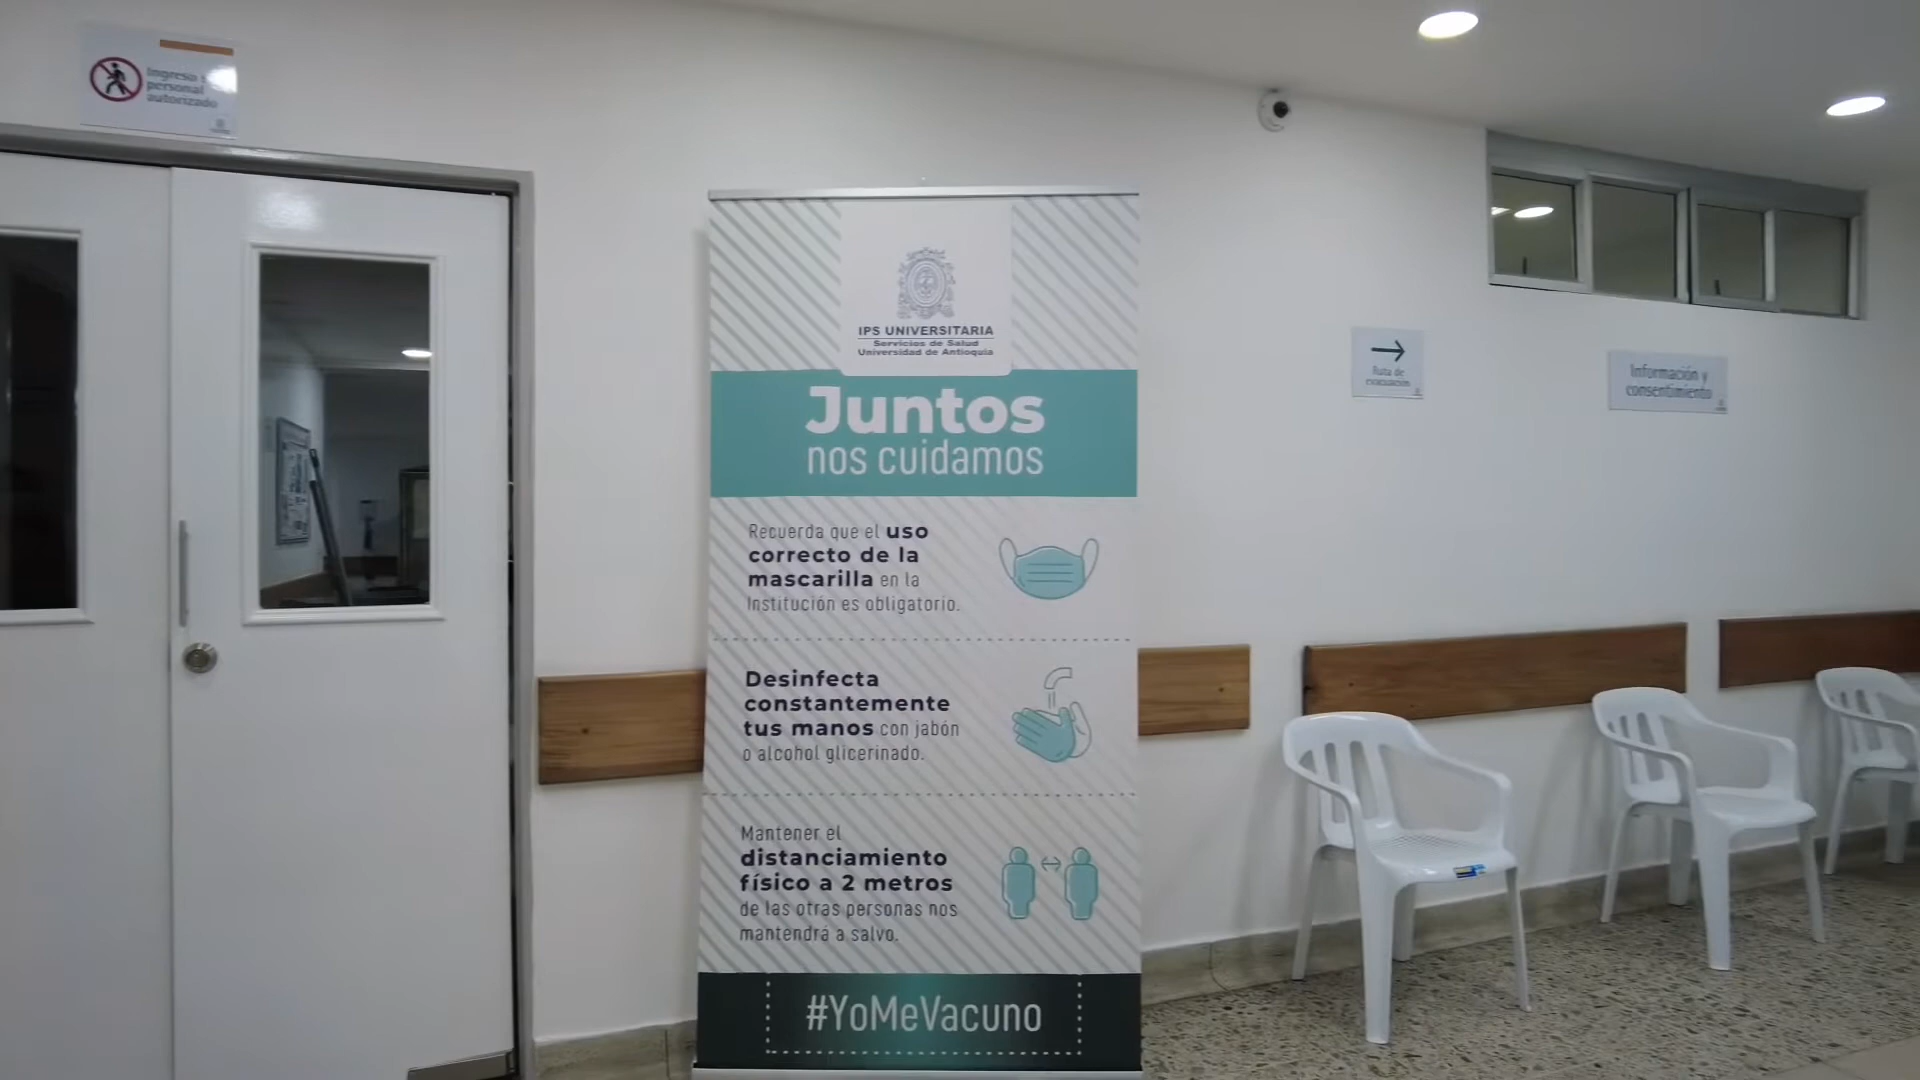 Ingreso
personal
autorizado
IPS UNIVERSITARIA
Servicios de Salud
Universidad de Antioquia
Juntos
nos cuidamos
Recuerda que el uso
correcto de la
mascarilla en la
Institución es obligatorio.
Desinfecta
constantemente
tus manos con jabón
o alcohol glicerinado.
Mantener el
distanciamiento
físico a 2 metros
de las otras personas nos
mantendrá a salvo.
#YoMeVacuno
Ruta de
evacuación
Información y
consentimiento